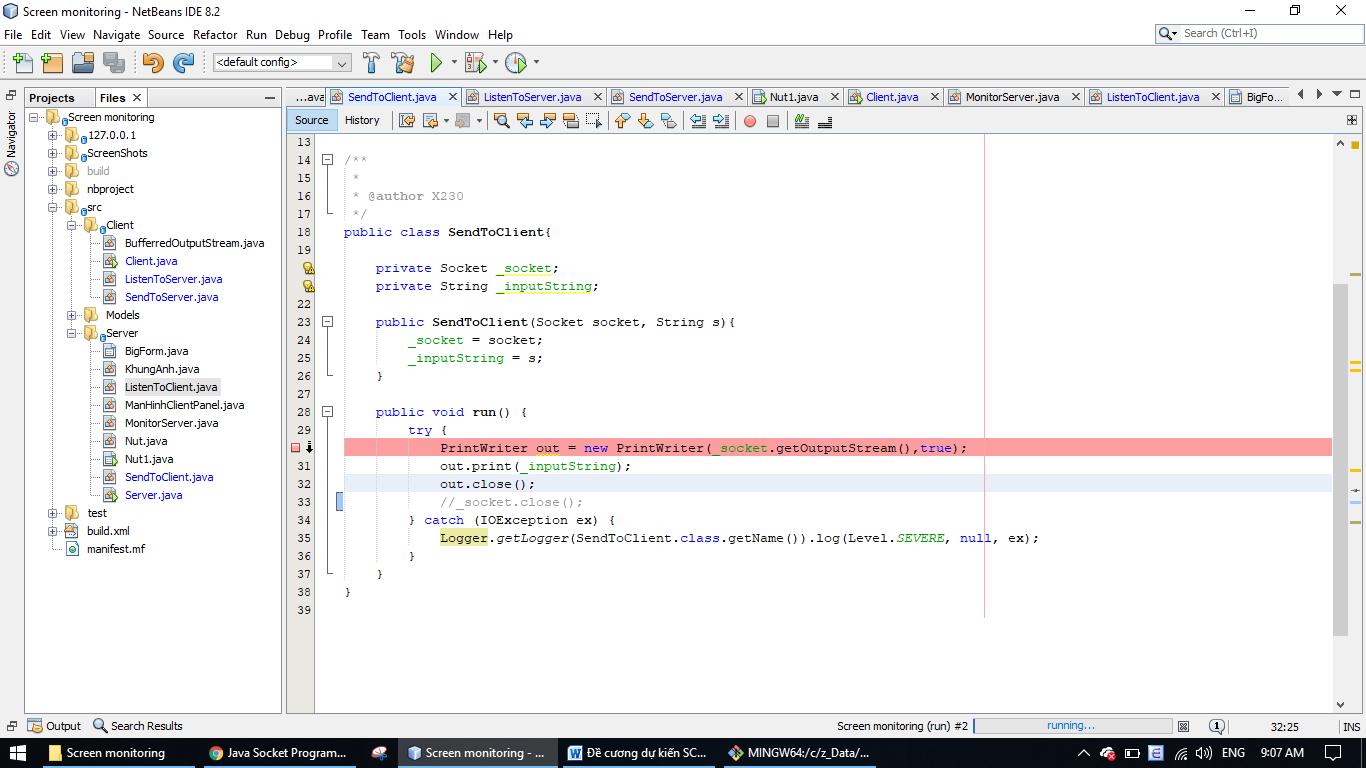 Screen monitoring - NetBeans IDE 8.2
File Edit View Navigate Source Refactor Run Debug Profile Team Tools Window Help
Search (Ctrl+I)
<default config>
Projects Files
...ava SendToClient.java ListenToServer.java SendToServer.java Nut1.java Client.java MonitorServer.java ListenToClient.java BigFo...
Source History
Navigator
Screen monitoring
127.0.0.1
ScreenShots
build
nbproject
src
Client
BufferredOutputStream.java
Client.java
ListenToServer.java
SendToServer.java
Models
Server
BigForm.java
KhungAnh.java
ListenToClient.java
ManHinhClientPanel.java
MonitorServer.java
Nut.java
Nut1.java
SendToClient.java
Server.java
test
build.xml
manifest.mf
13
14 /**
15 *
16 * @author X230
17 */
18 public class SendToClient{
19
private Socket _socket;
private String _inputString;
22
23 public SendToClient(Socket socket, String s){
24 _socket = socket;
25 _inputString = s;
26 }
27
28 public void run() {
29 try {
PrintWriter out = new PrintWriter(_socket.getOutputStream(),true);
31 out.print(_inputString);
32 out.close();
33 //_socket.close();
34 } catch (IOException ex) {
35 Logger.getLogger(SendToClient.class.getName()).log(Level.SEVERE, null, ex);
36 }
37 }
38 }
39
Output Search Results
Screen monitoring (run) #2 running... 1 32:25 INS
Screen monitoring Java Socket Program... Screen monitoring - ... Đề cương dự kiến SC... MINGW64:/c/z_Data/... ENG 9:07 AM